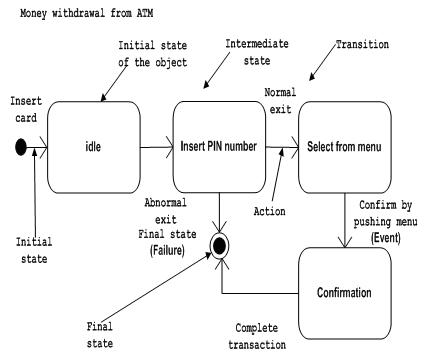 Money withdrawal from ATM
Initial state
of the object
Intermediate
state
Transition
Insert
card
Normal
exit
idle
Insert PIN number
Select from menu
Abnormal
exit
Final state
(Failure)
Action
Confirm by
pushing menu
(Event)
Initial
state
Confirmation
Final
state
Complete
transaction